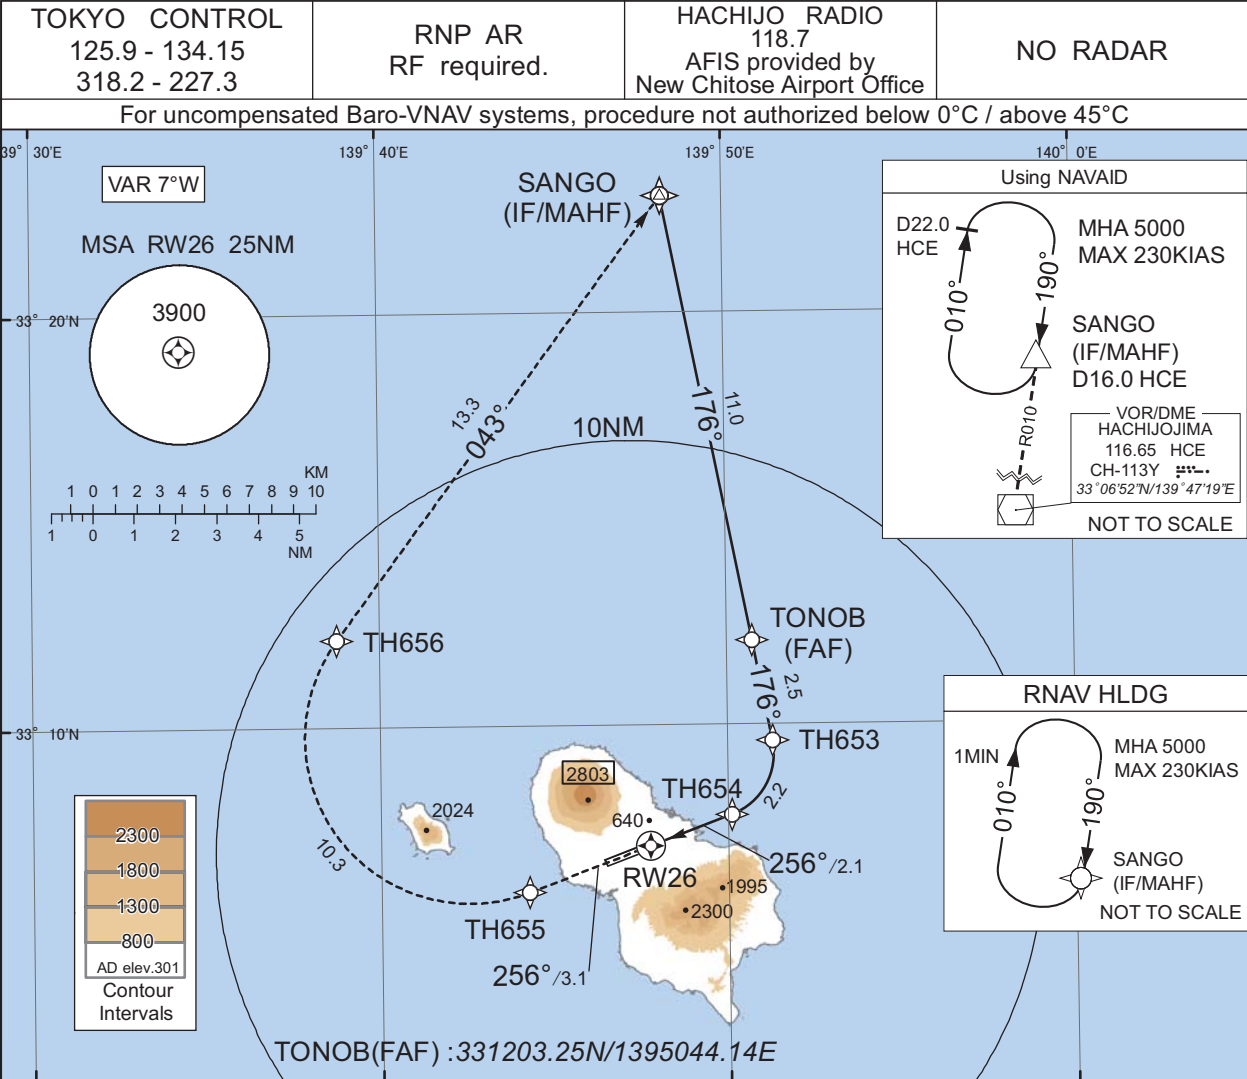 TOKYO CONTROL
125.9 - 134.15
318.2 - 227.3
RNP AR
RF required.
HACHIJO RADIO
118.7
AFIS provided by
New Chitose Airport Office
NO RADAR
For uncompensated Baro-VNAV systems, procedure not authorized below 0°C / above 45°C
39° 30'E
139° 40'E
139° 50'E
140° 0'E
VAR 7°W
MSA RW26 25NM
3900
33° 20'N
KM
1 0 1 2 3 4 5 6 7 8 9 10
1 0 1 2 3 4 5
NM
SANGO
(IF/MAHF)
13.3
043°
11.0
176°
10NM
Using NAVAID
D22.0
HCE
MHA 5000
MAX 230KIAS
010°
190°
SANGO
(IF/MAHF)
D16.0 HCE
R010
VOR/DME
HACHIJOJIMA
116.65 HCE
CH-113Y
33°06'52"N/139°47'19"E
NOT TO SCALE
TH656
TONOB
(FAF)
2.5
176°
33° 10'N
TH653
RNAV HLDG
1MIN
MHA 5000
MAX 230KIAS
010°
190°
SANGO
(IF/MAHF)
NOT TO SCALE
2803
TH654
2.2
2024
640
10.3
256°/2.1
RW26
1995
2300
TH655
256°/3.1
2300
1800
1300
800
AD elev.301
Contour
Intervals
TONOB(FAF) :331203.25N/1395044.14E